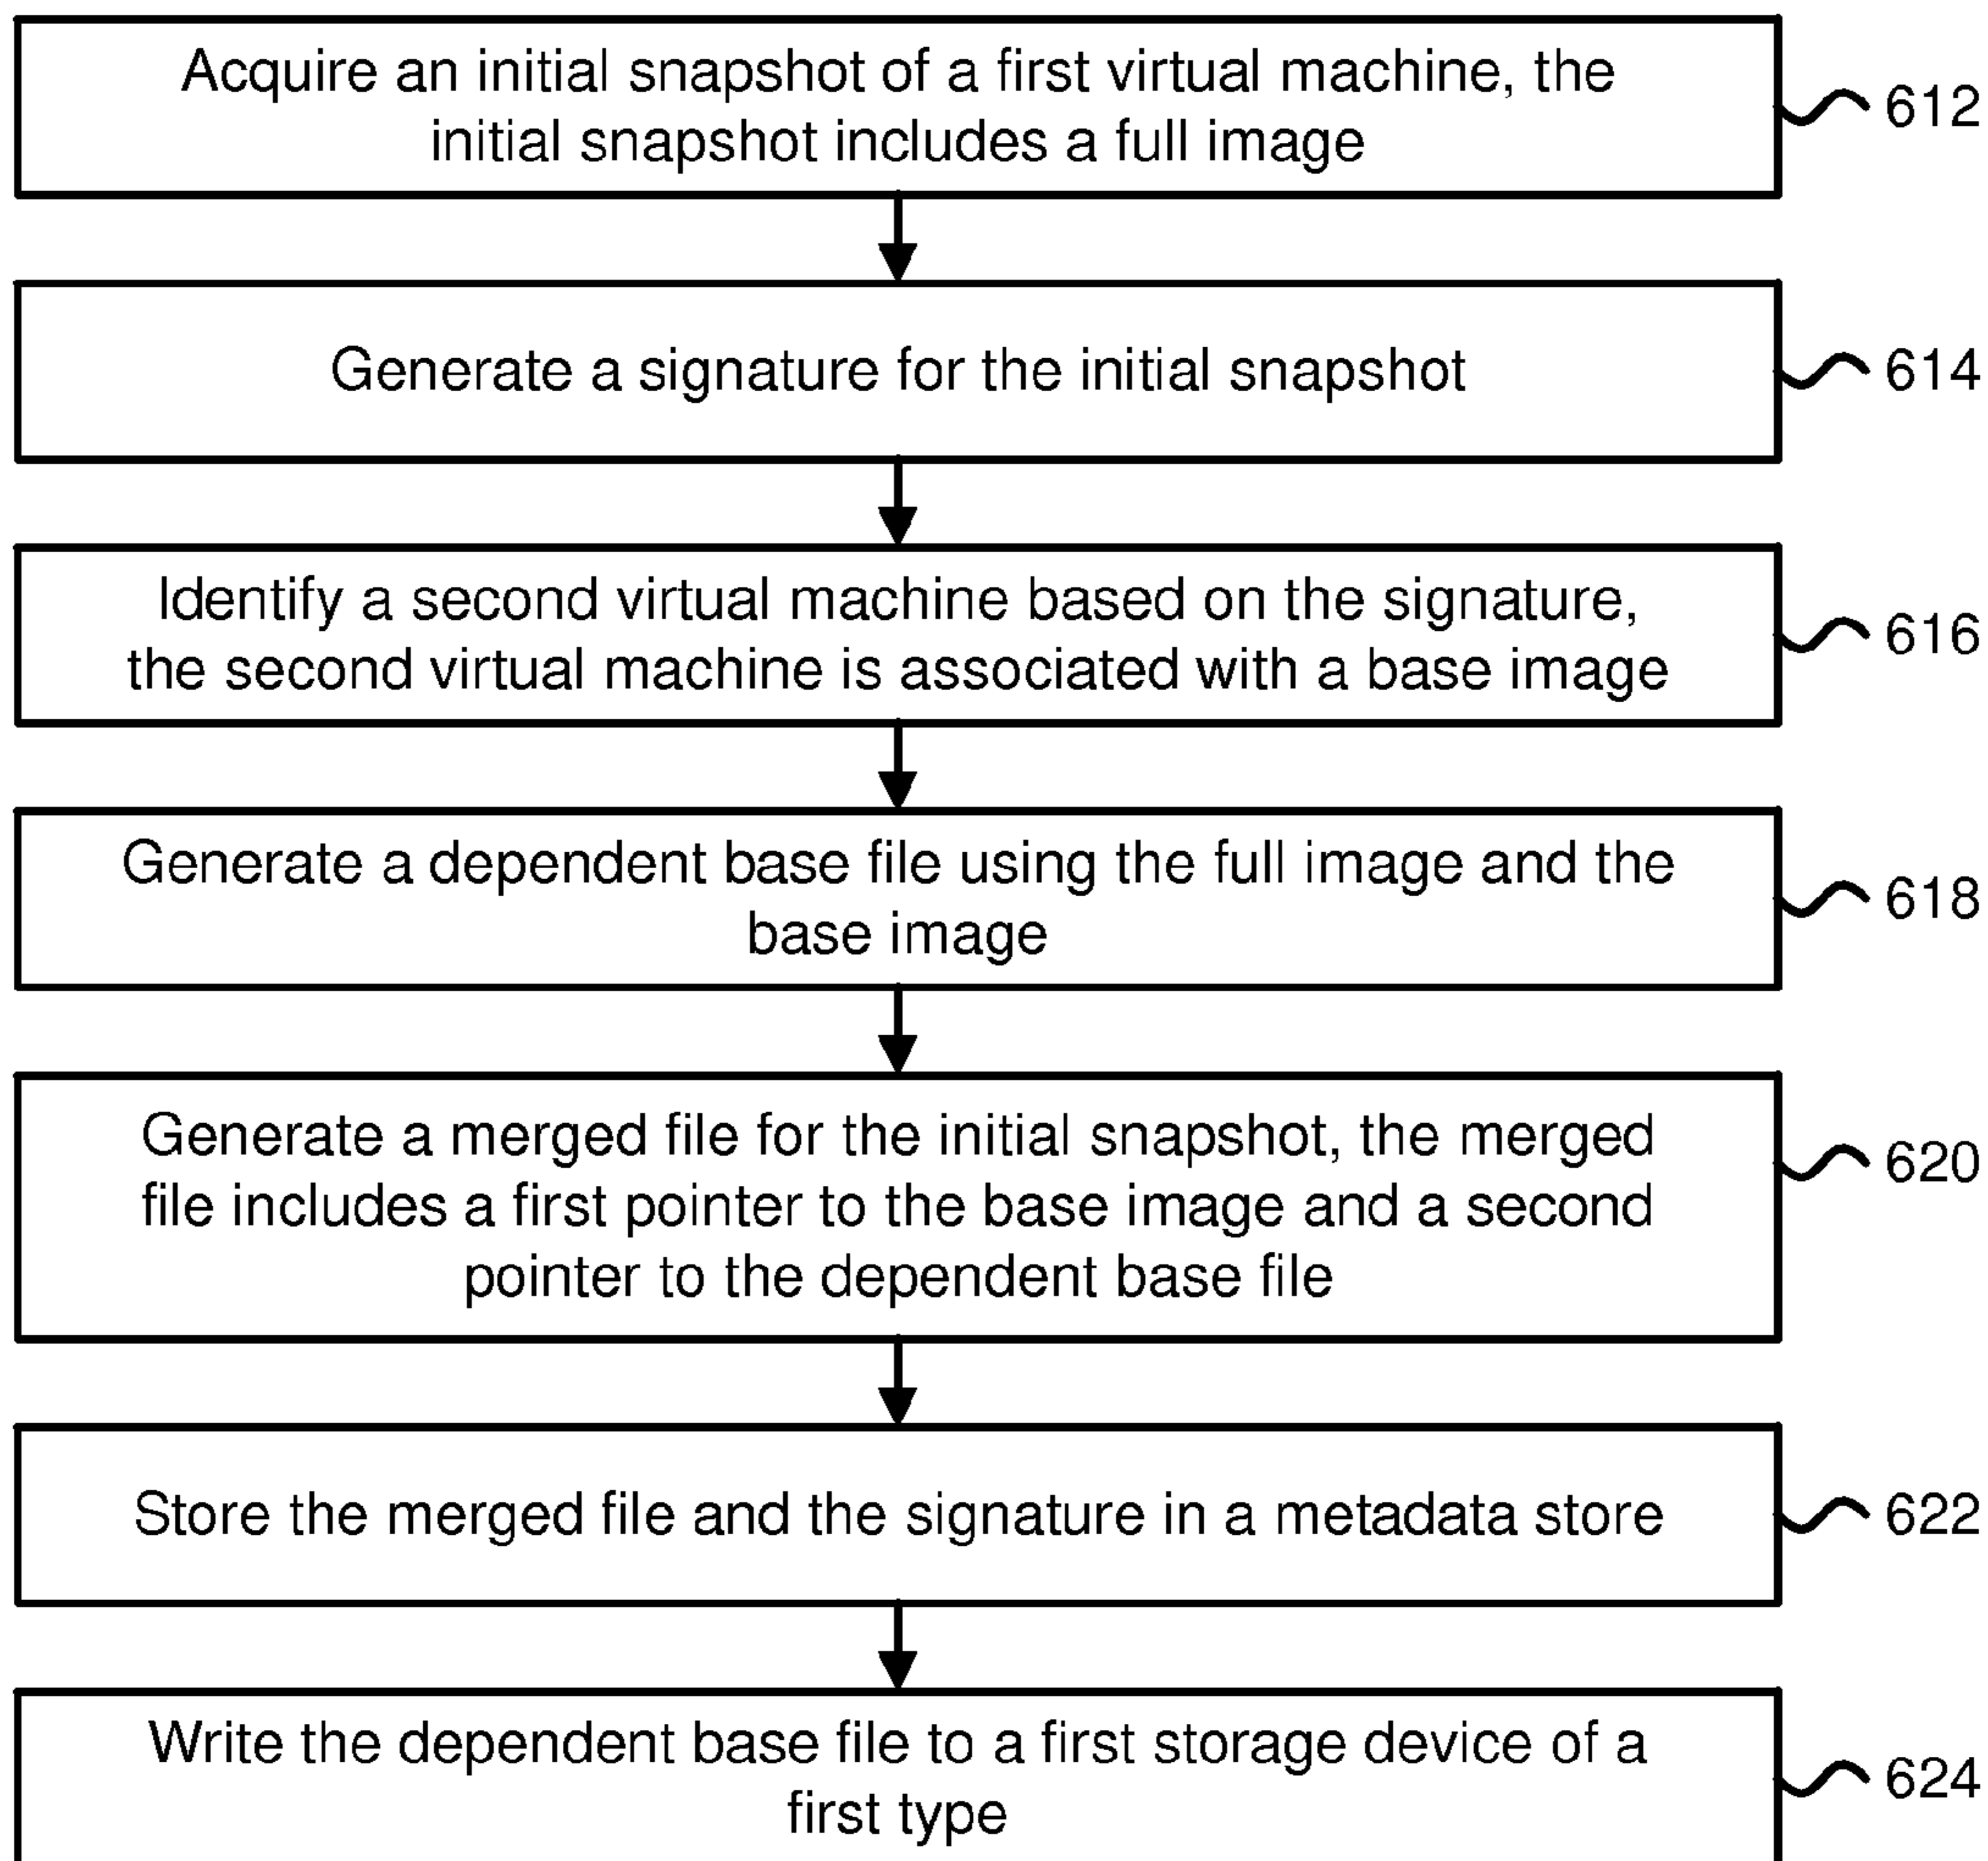 Acquire an initial snapshot of a first virtual machine, the
initial snapshot includes a full image
612
Generate a signature for the initial snapshot
614
Identify a second virtual machine based on the signature,
the second virtual machine is associated with a base image
616
Generate a dependent base file using the full image and the
base image
618
Generate a merged file for the initial snapshot, the merged
file includes a first pointer to the base image and a second
pointer to the dependent base file
620
Store the merged file and the signature in a metadata store
622
Write the dependent base file to a first storage device of a
first type
624